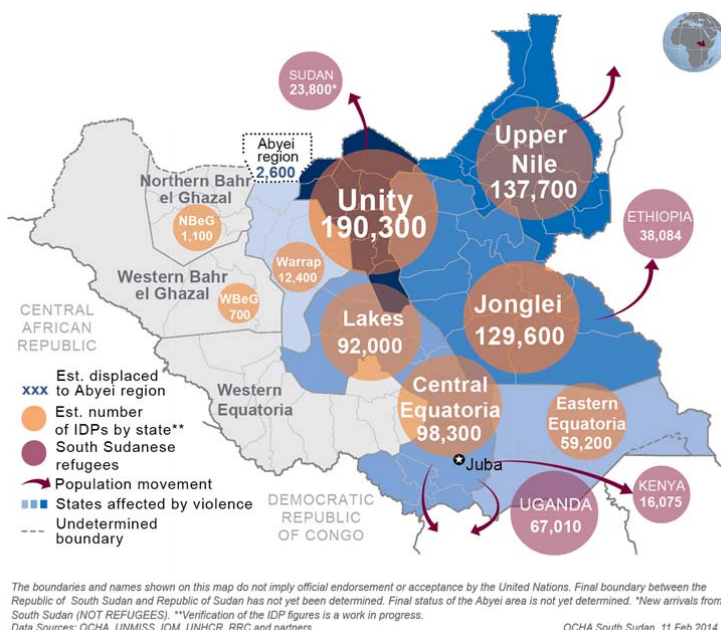 SUDAN
23,800*
Abyei
region
2,600
Upper
Nile
137,700
Northern Bahr
el Ghazal
NBeG
1,100
Unity
190,300
ETHIOPIA
38,084
Warrap
12,400
Western Bahr
el Ghazal
WBeG
700
Jonglei
129,600
CENTRAL
AFRICAN
REPUBLIC
Lakes
92,000
Western
Equatoria
Central
Equatoria
98,300
Eastern
Equatoria
59,200
Juba
KENYA
16,075
UGANDA
67,010
DEMOCRATIC
REPUBLIC
OF CONGO
xxx Est. displaced
to Abyei region
Est. number
of IDPs by state**
South Sudanese
refugees
Population movement
States affected by violence
Undetermined
boundary
The boundaries and names shown on this map do not imply official endorsement or acceptance by the United Nations. Final boundary between the
Republic of South Sudan and Republic of Sudan has not yet been determined. Final status of the Abyei area is not yet determined. *New arrivals from
South Sudan (NOT REFUGEES). **Verification of the IDP figures is a work in progress.
Data Sources: OCHA, UNMISS, IOM, UNHCR, RRC and partners
OCHA South Sudan, 11 Feb 2014